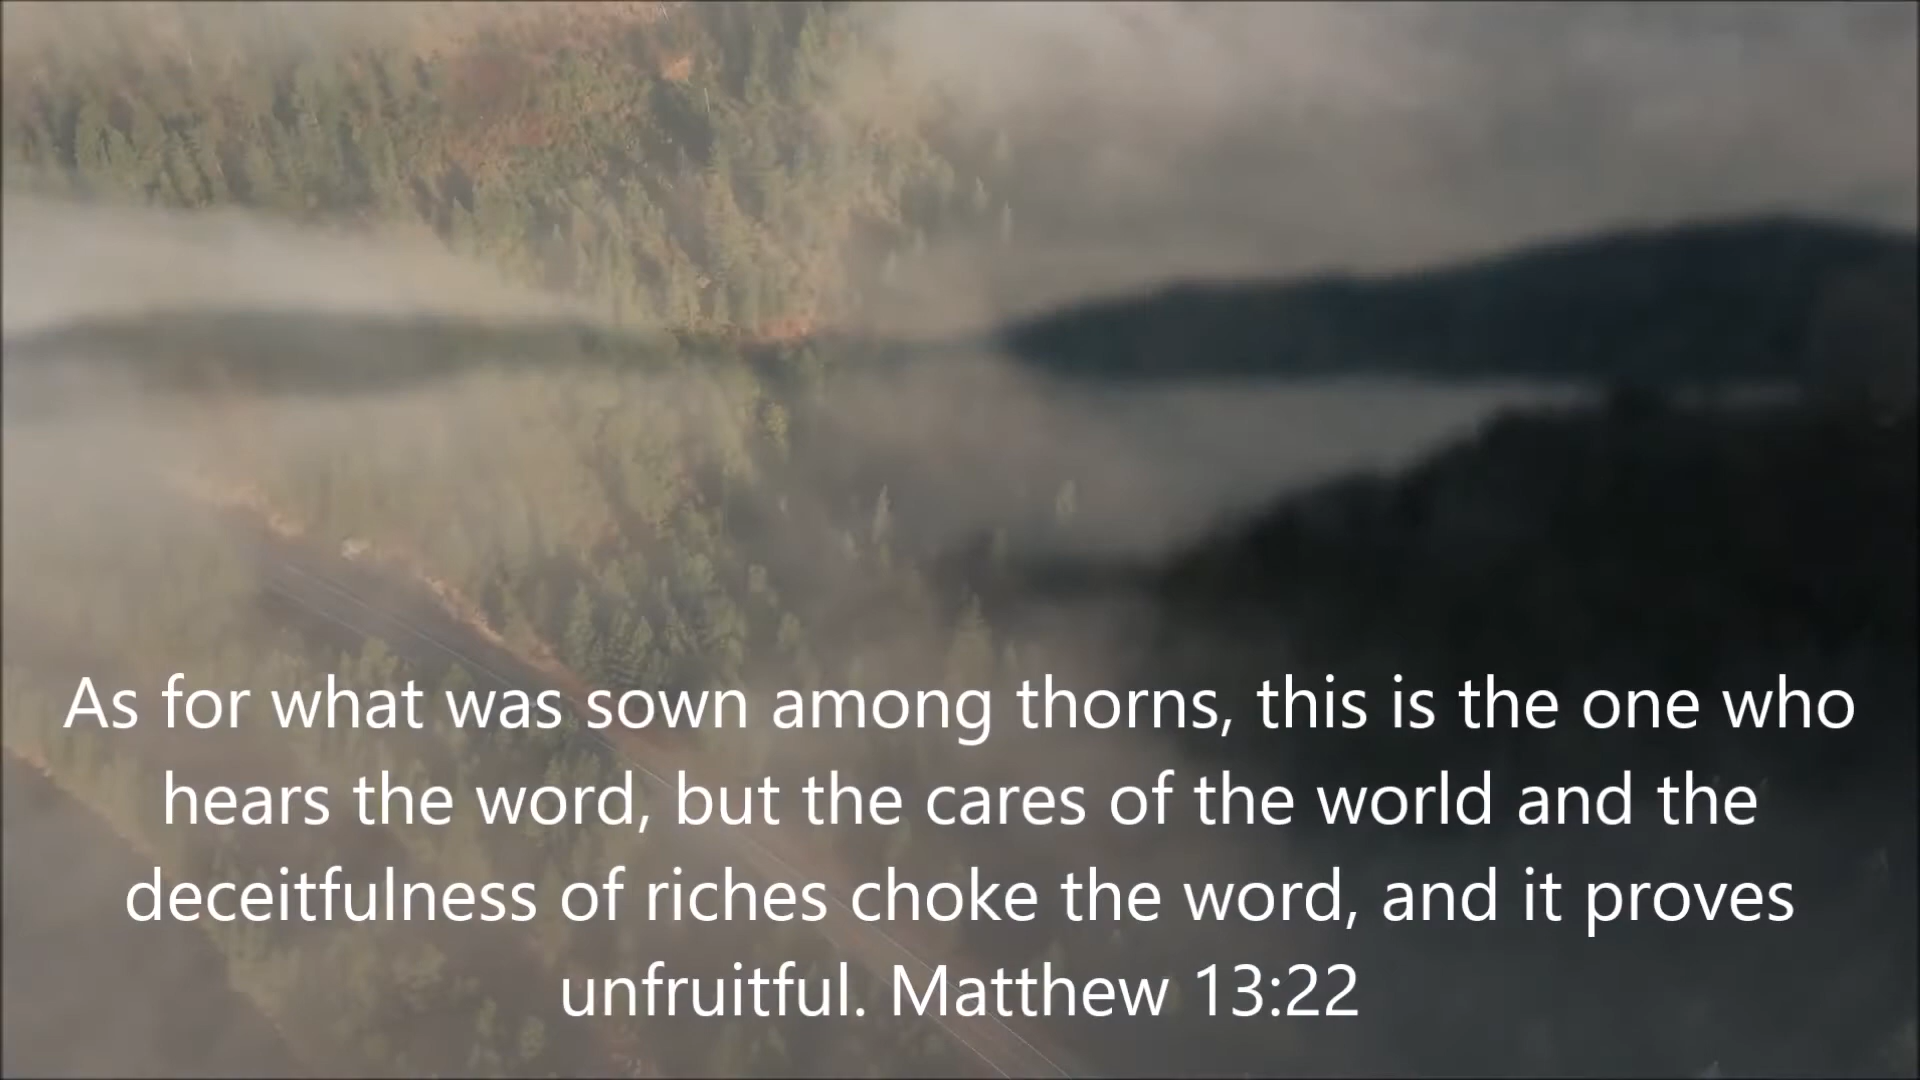 As for what was sown among thorns, this is the one who
hears the word, but the cares of the world and the
deceitfulness of riches choke the word, and it proves
unfruitful. Matthew 13:22